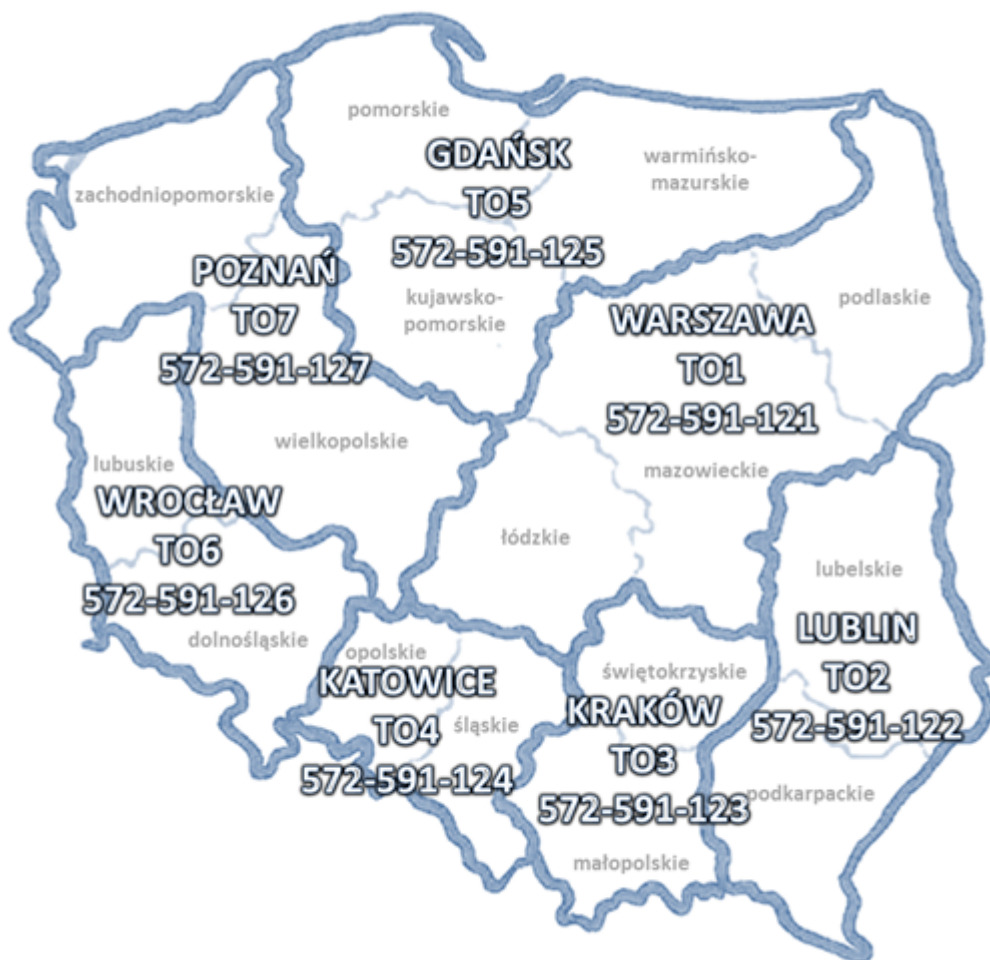 pomorskie
GDAŃSK
TO5
572-591-125
warmińsko-
mazurskie
zachodniopomorskie
POZNAŃ
TO7
572-591-127
kujawsko-
pomorskie
podlaskie
WARSZAWA
TO1
572-591-121
wielkopolskie
mazowieckie
lubuskie
WROCŁAW
TO6
572-591-126
łódzkie
dolnośląskie
lubelskie
LUBLIN
TO2
572-591-122
opolskie
KATOWICE
TO4
572-591-124
śląskie
świętokrzyskie
KRAKÓW
TO3
572-591-123
podkarpackie
małopolskie